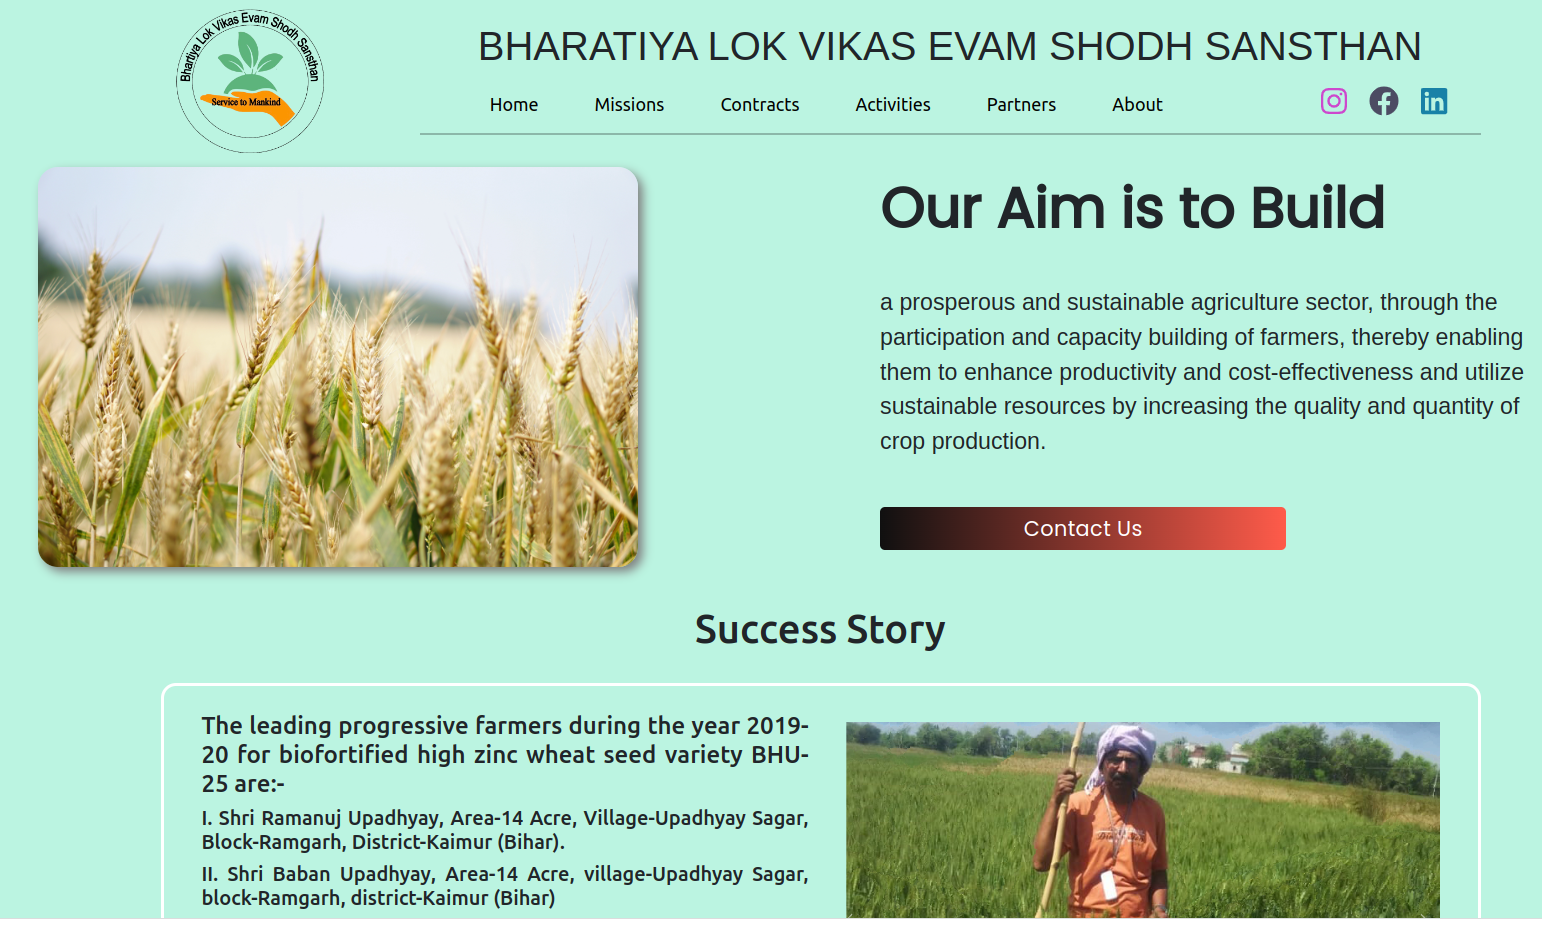 Bhartiya Lok Vikas Evam Shodh Sansthan
Service to Mankind
BHARATIYA LOK VIKAS EVAM SHODH SANSTHAN
Home Missions Contracts Activities Partners About
Our Aim is to Build
a prosperous and sustainable agriculture sector, through the
participation and capacity building of farmers, thereby enabling
them to enhance productivity and cost-effectiveness and utilize
sustainable resources by increasing the quality and quantity of
crop production.
Contact Us
Success Story
The leading progressive farmers during the year 2019-
20 for biofortified high zinc wheat seed variety BHU-
25 are:-
I. Shri Ramanuj Upadhyay, Area-14 Acre, Village-Upadhyay Sagar,
Block-Ramgarh, District-Kaimur (Bihar).
II. Shri Baban Upadhyay, Area-14 Acre, village-Upadhyay Sagar,
block-Ramgarh, district-Kaimur (Bihar)